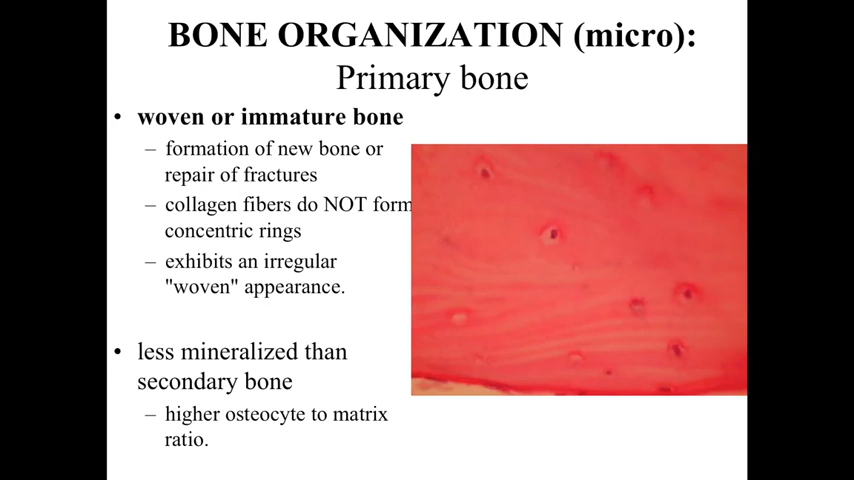 BONE ORGANIZATION (micro):
Primary bone
• woven or immature bone
– formation of new bone or
repair of fractures
– collagen fibers do NOT form
concentric rings
– exhibits an irregular
"woven" appearance.
• less mineralized than
secondary bone
– higher osteocyte to matrix
ratio.